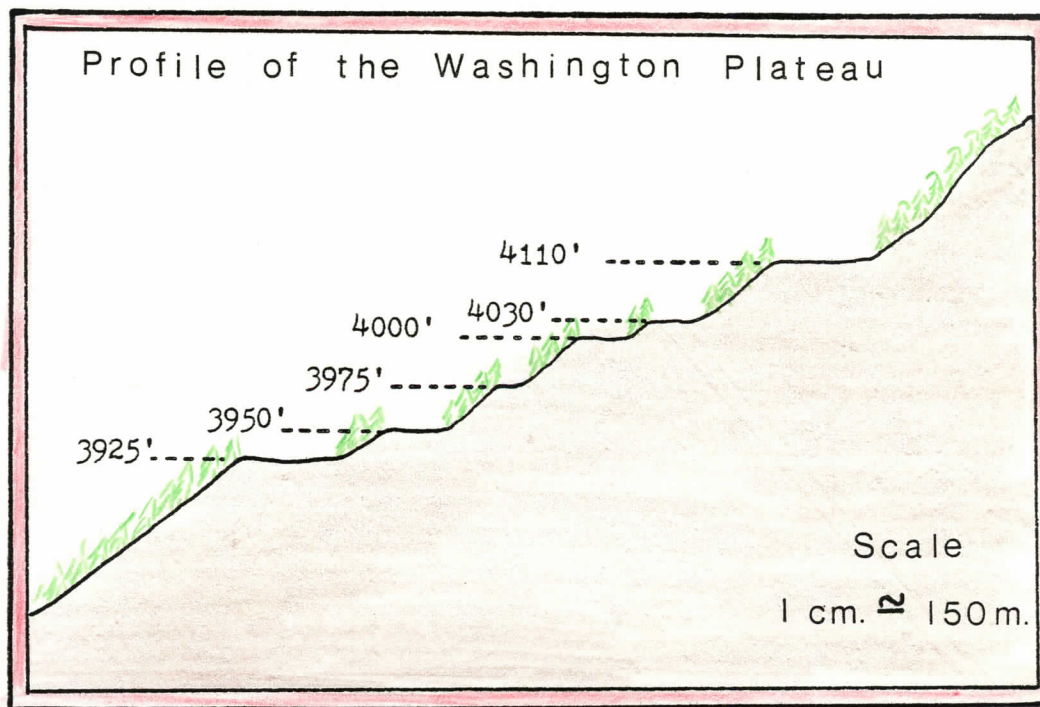 Profile of the Washington Plateau
4110'
4030'
4000'
3975'
3950'
3925'
Scale
1 cm. ≅ 150 m.